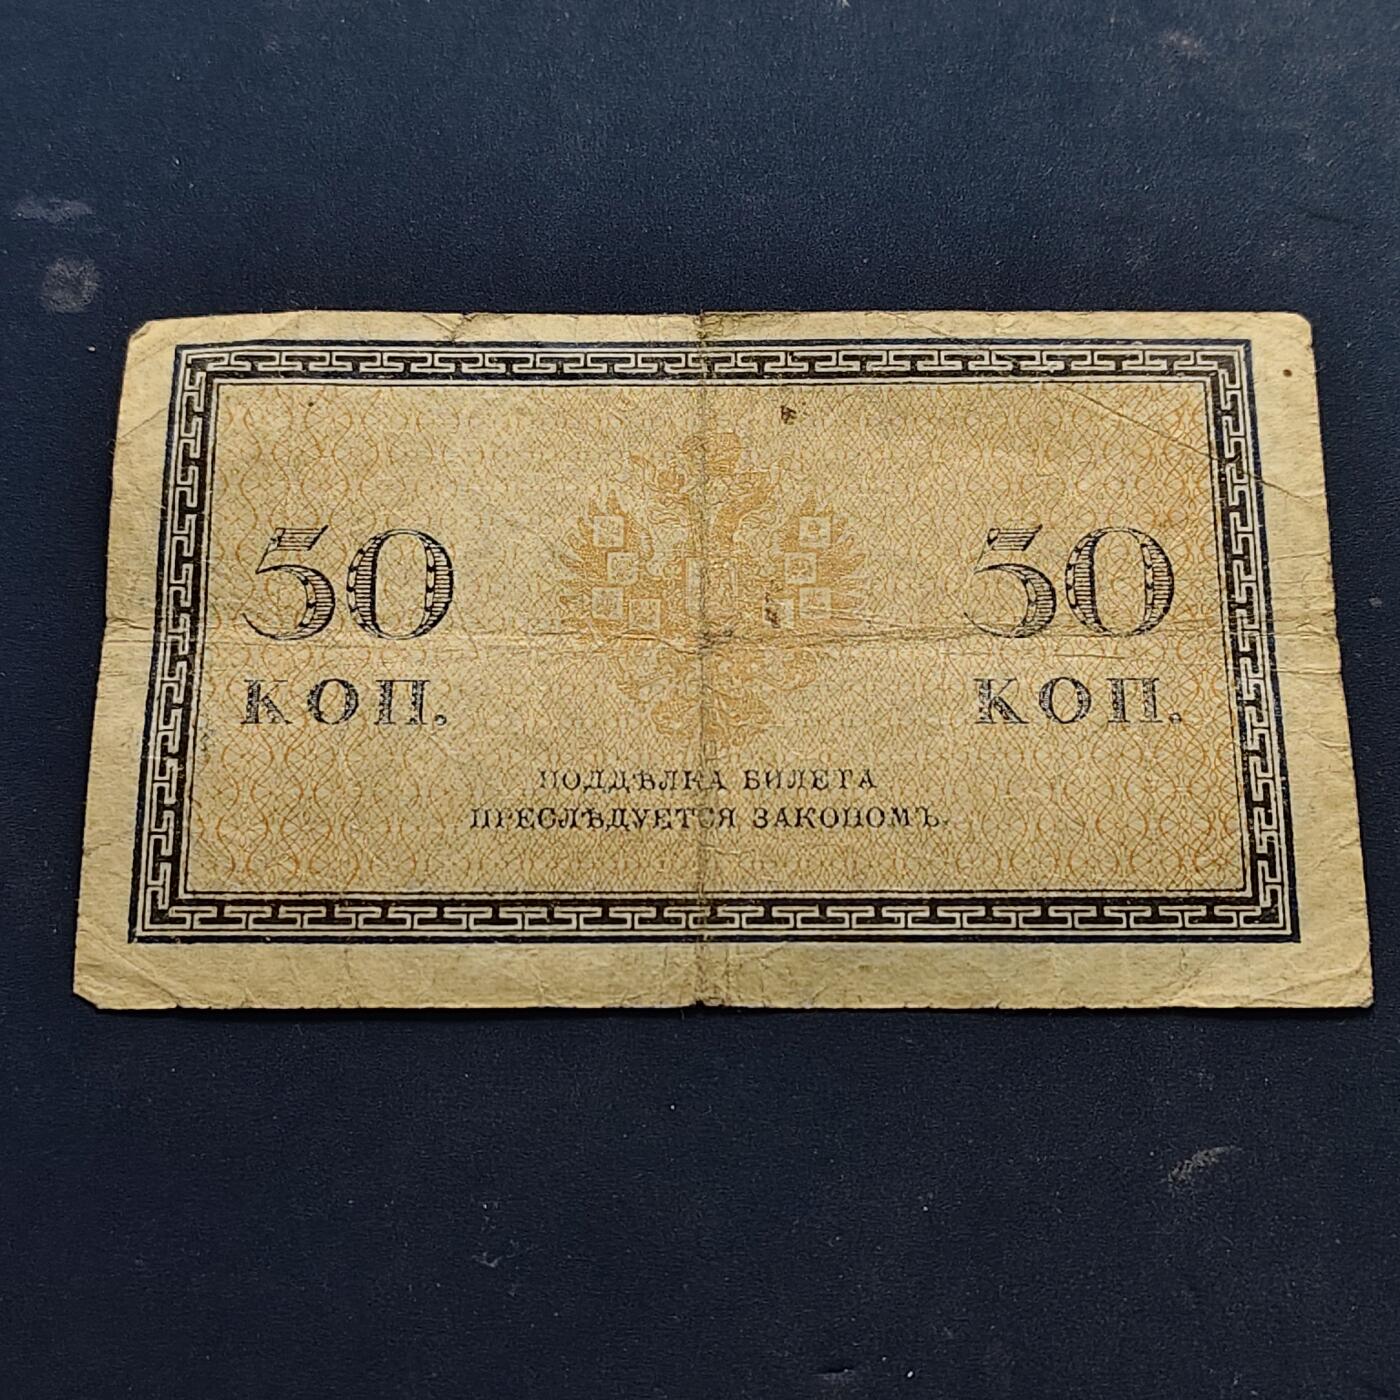 50 50
КОП. КОП.
ПОДДѢЛКА БИЛЕТА
ПРЕСЛѢДУЕТСЯ ЗАКОНОМЪ.